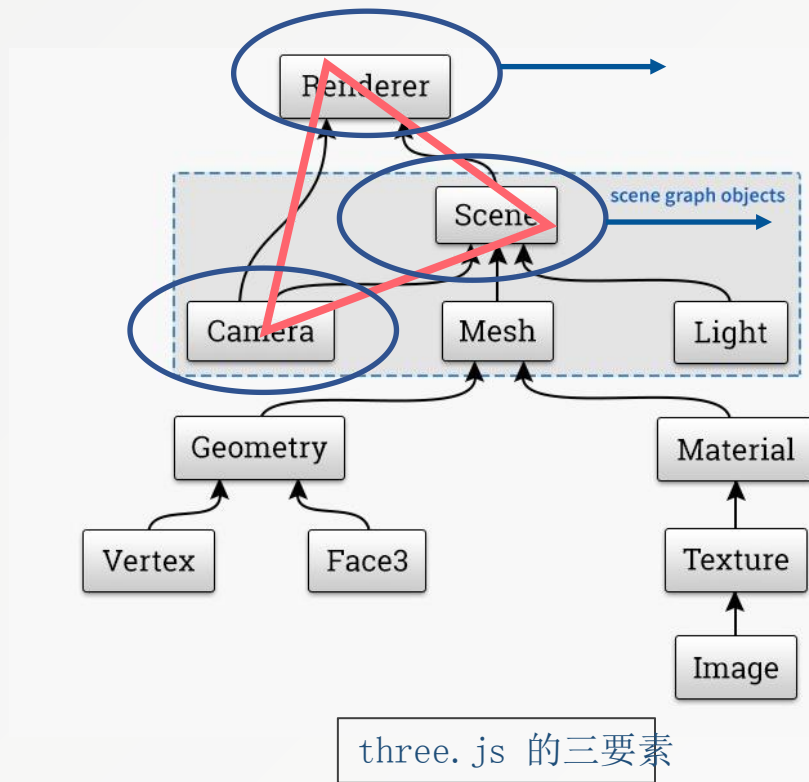 Renderer
Scene
scene graph objects
Camera
Mesh
Light
Geometry
Material
Vertex
Face3
Texture
Image
three.js 的三要素